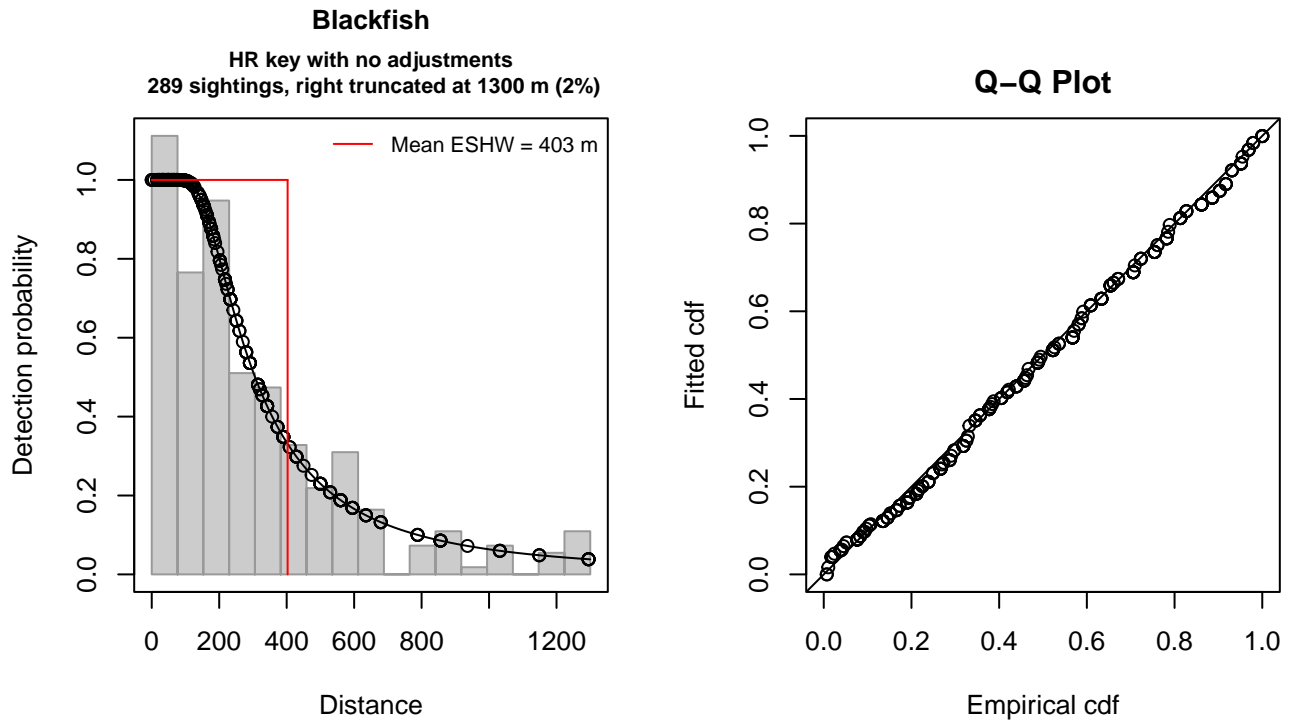 Blackfish
HR key with no adjustments
289 sightings, right truncated at 1300 m (2%)
Mean ESHW = 403 m
Detection probability
0.0 0.2 0.4 0.6 0.8 1.0
0 200 400 600 800 1200
Distance
Q−Q Plot
Fitted cdf
0.0 0.2 0.4 0.6 0.8 1.0
0.0 0.2 0.4 0.6 0.8 1.0
Empirical cdf